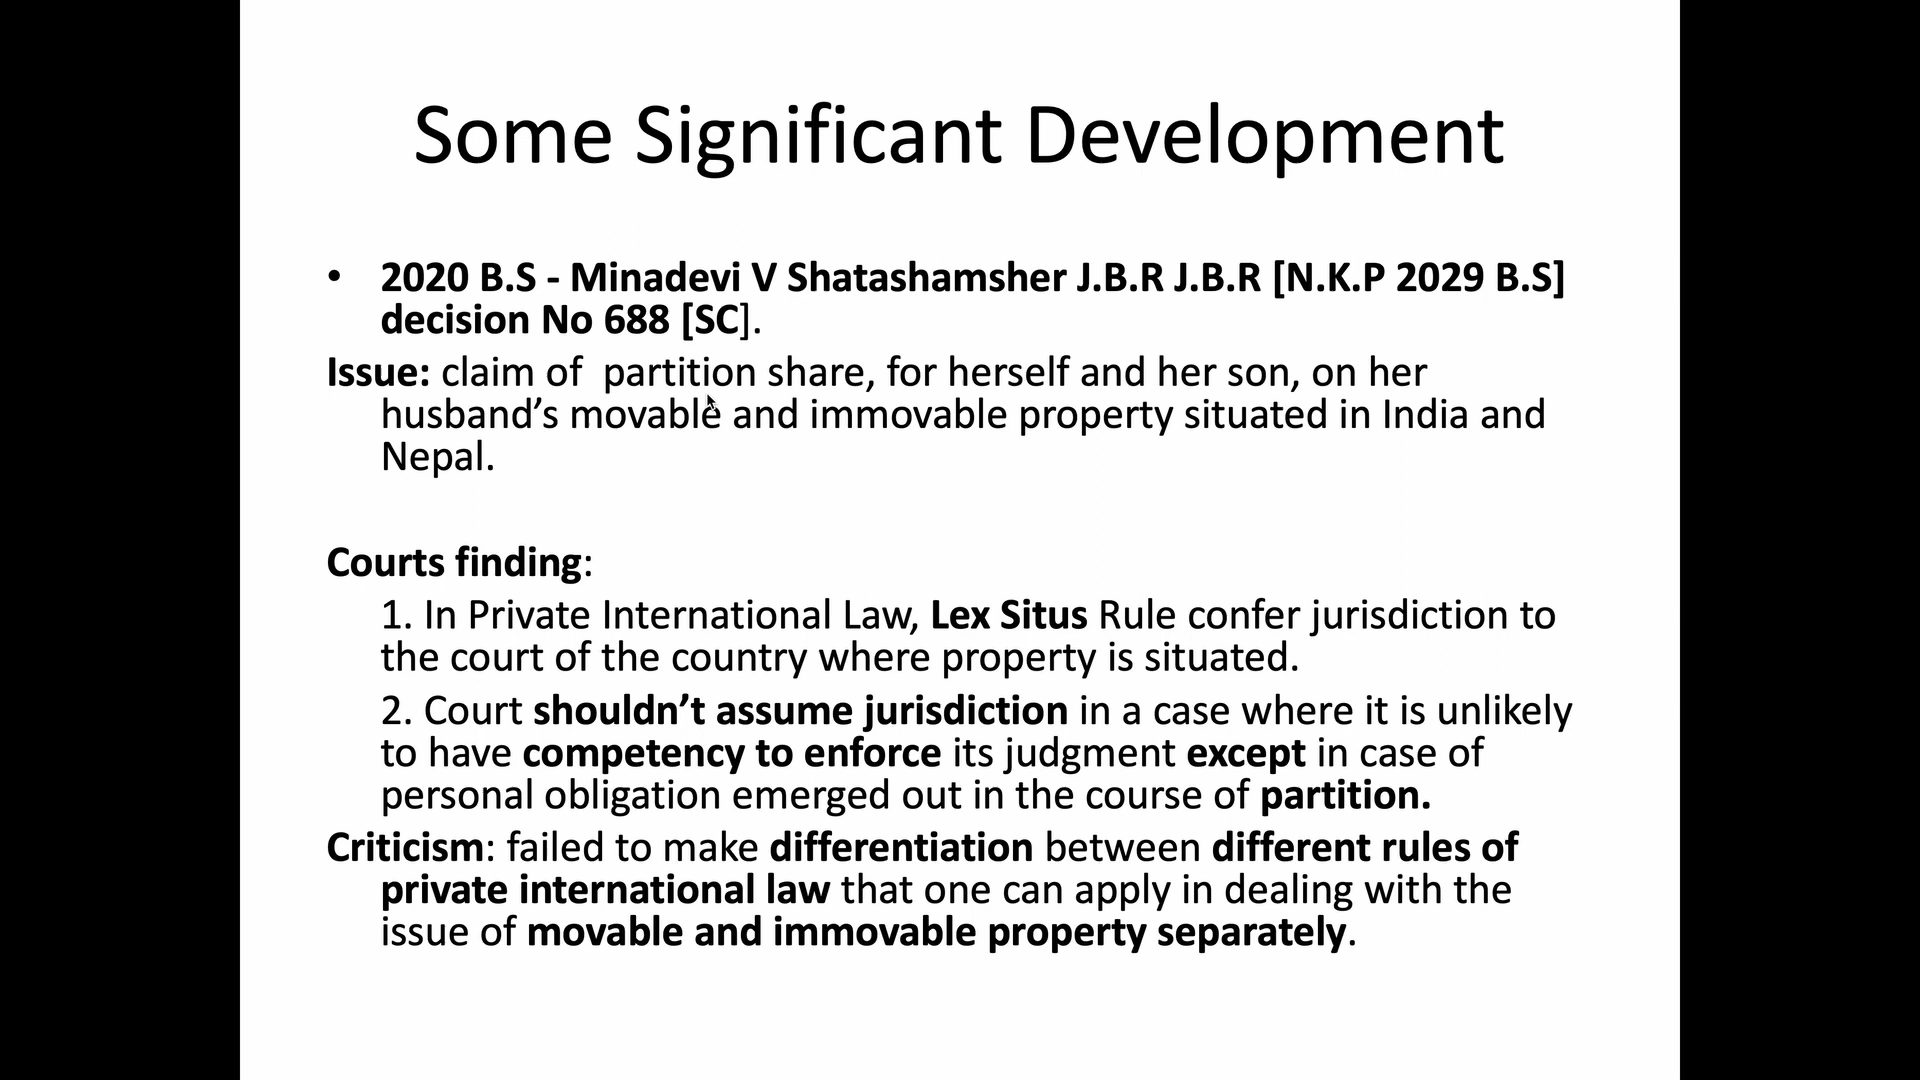 Some Significant Development
• 2020 B.S - Minadevi V Shatashamsher J.B.R J.B.R [N.K.P 2029 B.S]
decision No 688 [SC].
Issue: claim of  partition share, for herself and her son, on her
husband’s movable and immovable property situated in India and
Nepal.
Courts finding:
1. In Private International Law, Lex Situs Rule confer jurisdiction to
the court of the country where property is situated.
2. Court shouldn’t assume jurisdiction in a case where it is unlikely
to have competency to enforce its judgment except in case of
personal obligation emerged out in the course of partition.
Criticism: failed to make differentiation between different rules of
private international law that one can apply in dealing with the
issue of movable and immovable property separately.